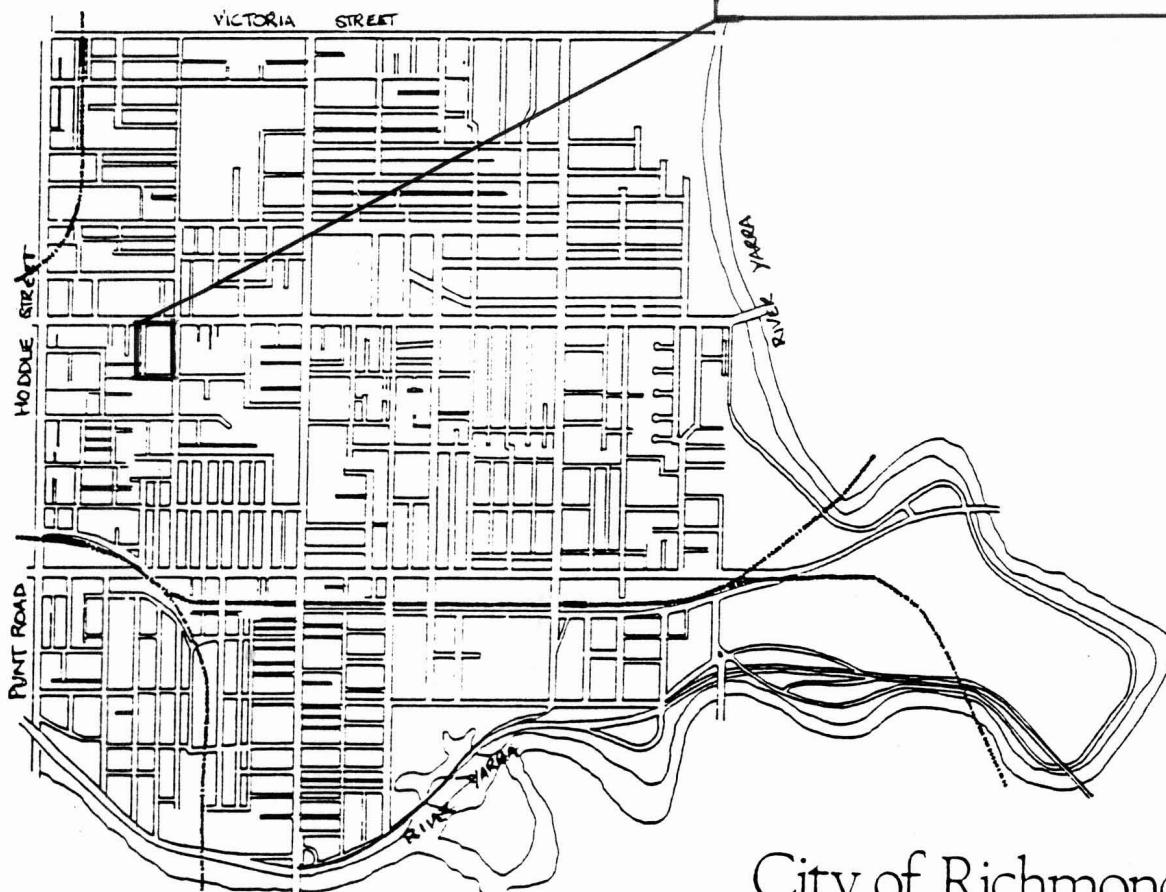 VICTORIA STREET
HODDLE STREET
RIVER YARRA
PUNT ROAD
RIVER YARRA
City of Richmond